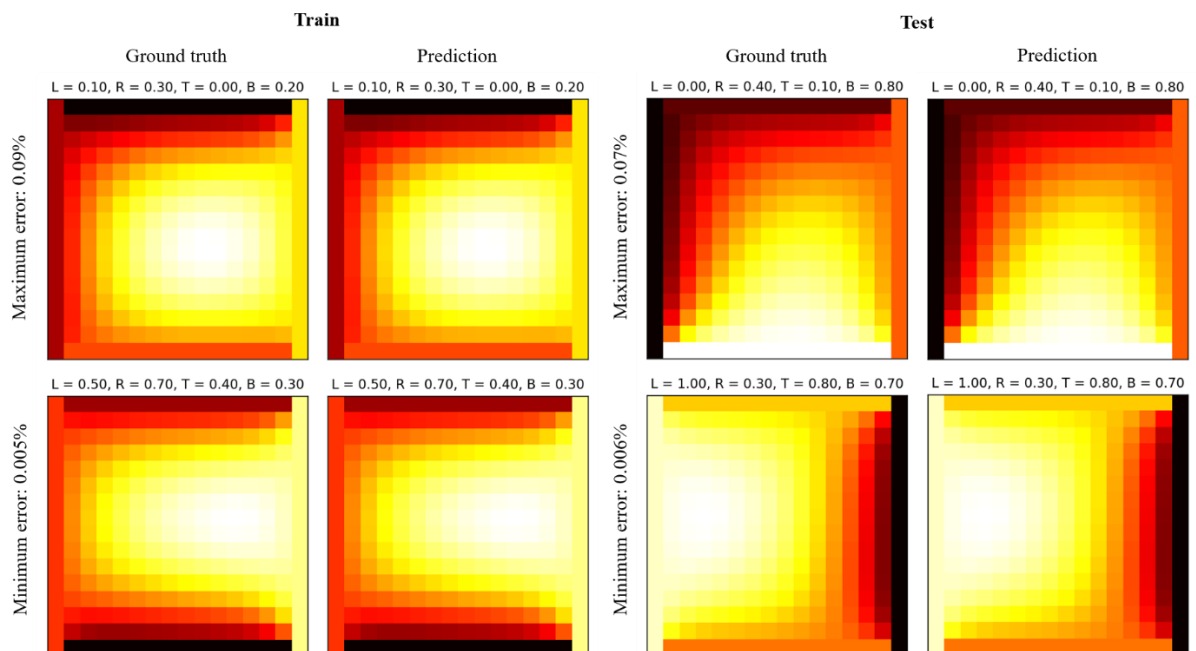 Train
Test
Ground truth
Prediction
Ground truth
Prediction
L = 0.10, R = 0.30, T = 0.00, B = 0.20
L = 0.10, R = 0.30, T = 0.00, B = 0.20
L = 0.00, R = 0.40, T = 0.10, B = 0.80
L = 0.00, R = 0.40, T = 0.10, B = 0.80
Maximum error: 0.09%
Maximum error: 0.07%
L = 0.50, R = 0.70, T = 0.40, B = 0.30
L = 0.50, R = 0.70, T = 0.40, B = 0.30
L = 1.00, R = 0.30, T = 0.80, B = 0.70
L = 1.00, R = 0.30, T = 0.80, B = 0.70
Minimum error: 0.005%
Minimum error: 0.006%